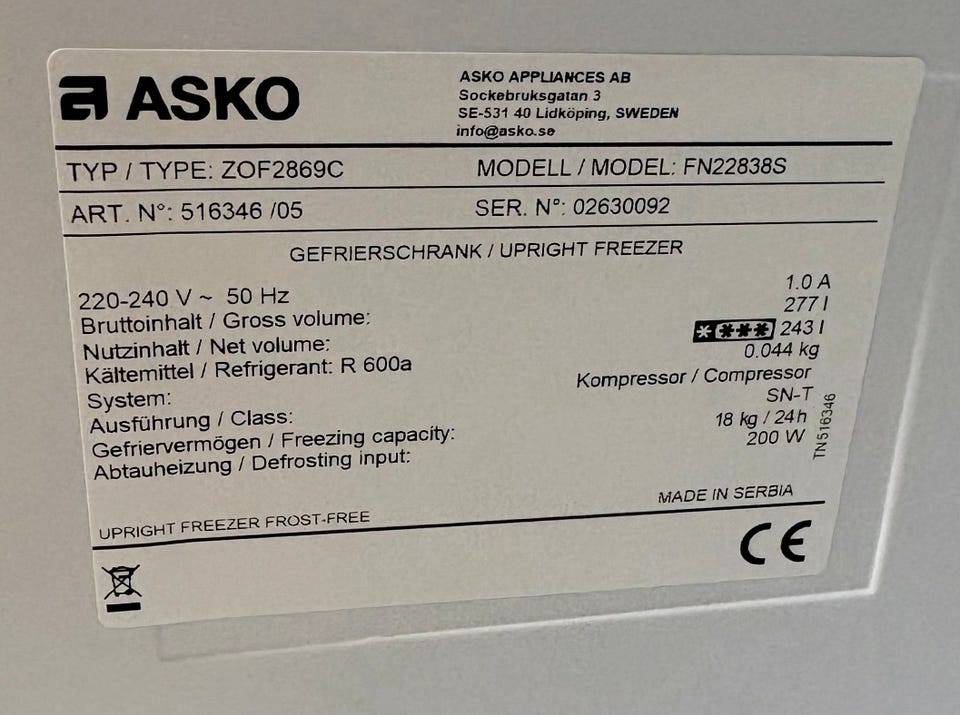 ASKO
ASKO APPLIANCES AB
Sockebruksgatan 3
SE-531 40 Lidköping, SWEDEN
info@asko.se
TYP / TYPE: ZOF2869C MODELL / MODEL: FN22838S
ART. N°: 516346 /05 SER. N°: 02630092
GEFRIERSCHRANK / UPRIGHT FREEZER
220-240 V ~ 50 Hz 1.0 A
Bruttoinhalt / Gross volume: 277 l
Nutzinhalt / Net volume: 243 l
Kältemittel / Refrigerant: R 600a 0.044 kg
System: Kompressor / Compressor
Ausführung / Class: SN-T
Gefriervermögen / Freezing capacity: 18 kg / 24h
Abtauheizung / Defrosting input: 200 W
TN516346
UPRIGHT FREEZER FROST-FREE MADE IN SERBIA
CE